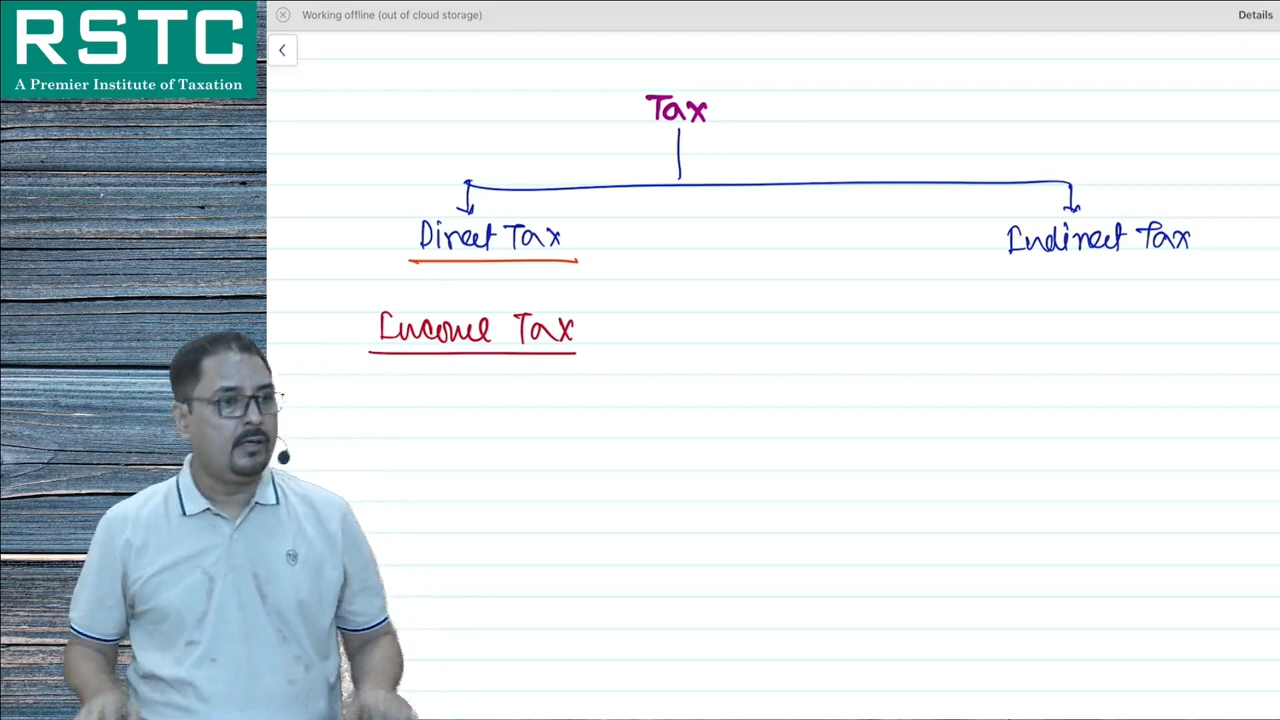 RSTC
A Premier Institute of Taxation
Working offline (out of cloud storage)
Details
Tax
Direct Tax
Indirect Tax
Income Tax